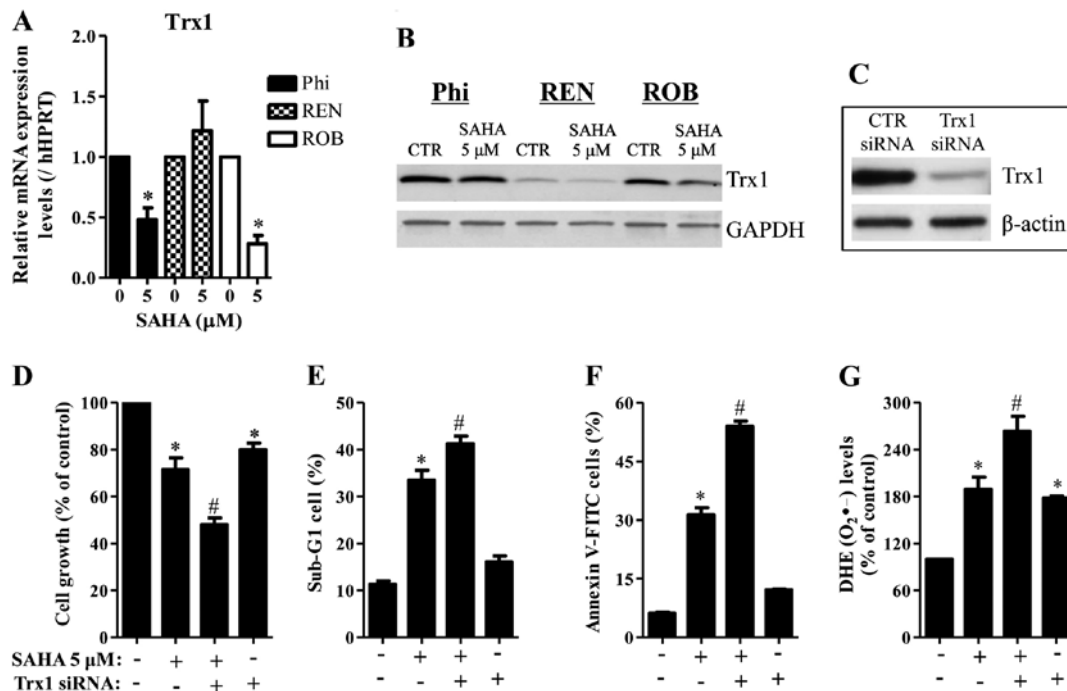 A
Trx1
Relative mRNA expression
levels (/ hHPRT)
2.0
1.5
1.0
0.5
0.0
*
*
0 5 0 5 0 5
SAHA (μM)
Phi
REN
ROB
B
Phi REN ROB
CTR SAHA 5 μM CTR SAHA 5 μM CTR SAHA 5 μM
Trx1
GAPDH
C
CTR siRNA Trx1 siRNA
Trx1
β-actin
D
Cell growth (% of control)
100
80
60
40
20
0
* # *
SAHA 5 μM: - + + -
Trx1 siRNA: - - + +
E
Sub-G1 cell (%)
50
40
30
20
10
0
* #
- + + -
- - + +
F
Annexin V-FITC cells (%)
60
45
30
15
0
* #
- + + -
- - + +
G
DHE (O₂•-) levels
(% of control)
300
240
180
120
60
0
* # *
- + + -
- - + +